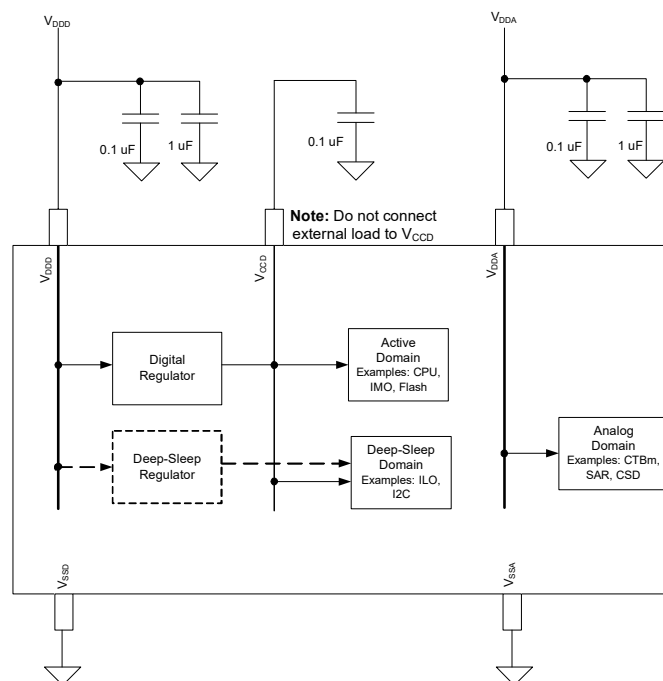 VDDD
VDDA
0.1 uF
1 uF
0.1 uF
0.1 uF
1 uF
Note: Do not connect
external load to VCCD
VDDD
VCCD
VDDA
Digital
Regulator
Active
Domain
Examples: CPU,
IMO, Flash
Deep-Sleep
Regulator
Deep-Sleep
Domain
Examples: ILO,
I2C
Analog
Domain
Examples: CTBm,
SAR, CSD
VSSD
VSSA